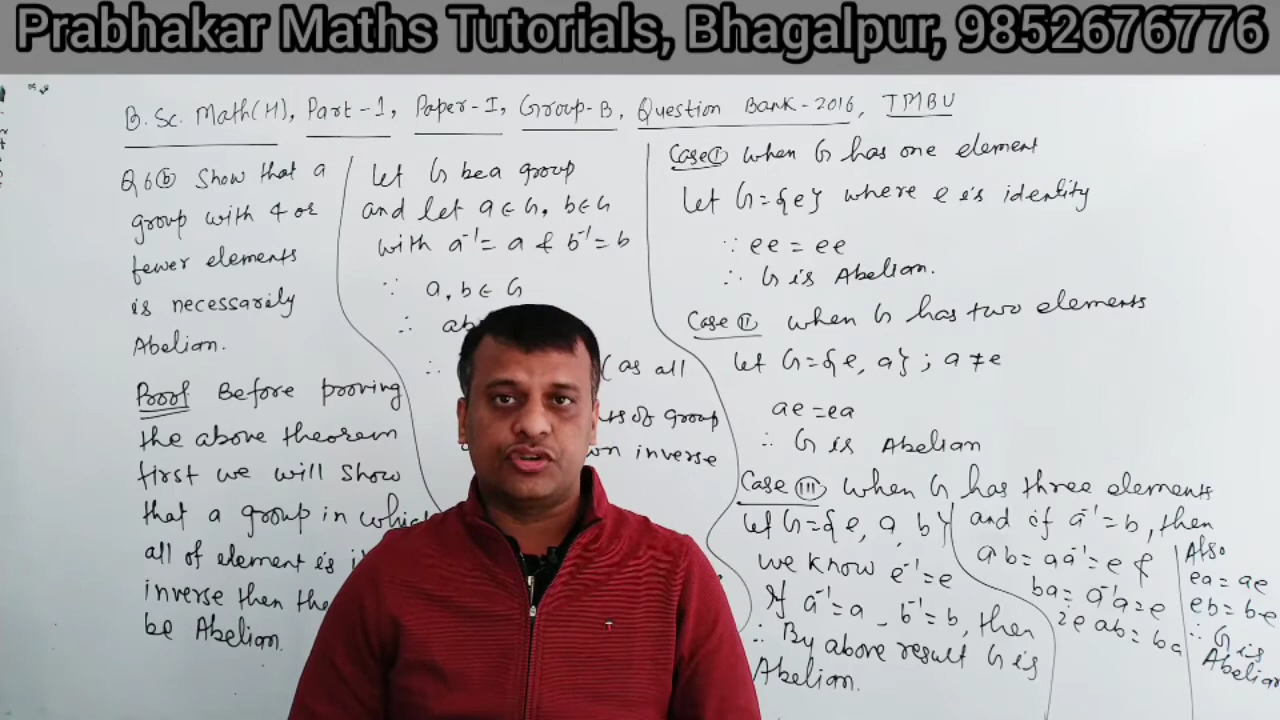 Prabhakar Maths Tutorials, Bhagalpur, 9852676776
B.Sc. Math(H), Part-1, Paper-I, Group-B, Question Bank-2016, TMBU
Q6(b) Show that a
group with 4 or
fewer elements
is necessarily
Abelian.
Proof Before proving
the above theorem
first we will show
that a group in which
all of element is
inverse then the
be Abelian.
Let G be a group
and let a∈G, b∈G
with a⁻¹=a & b⁻¹=b
∵ a, b∈G
∴ ab
∴ (as all
of group
inverse
Case (I) when G has one element
Let G={e} where e is identity
∵ ee = ee
∴ G is Abelian.
Case (II) when G has two elements
Let G={e, a} ; a≠e
ae = ea
∴ G is Abelian
Case (III) when G has three elements
Let G={e, a, b}
we know e⁻¹=e
If a⁻¹=a, b⁻¹=b, then
∴ By above result G is
Abelian.
and if a⁻¹=b, then
ab = aa⁻¹=e &
ba = a⁻¹a=e
ie ab=ba
Also
ea=ae
eb=be
∴ G is
Abelian